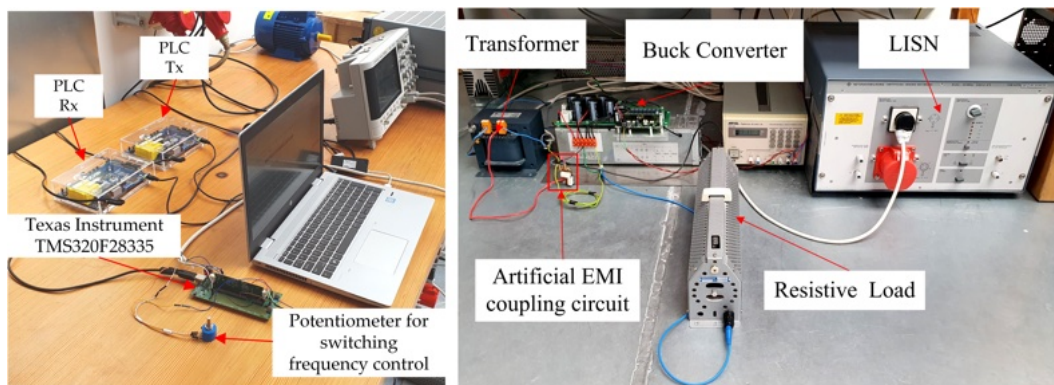 PLC
Tx
PLC
Rx
Texas Instrument
TMS320F28335
Potentiometer for
switching
frequency control
Transformer
Buck Converter
LISN
Artificial EMI
coupling circuit
Resistive Load